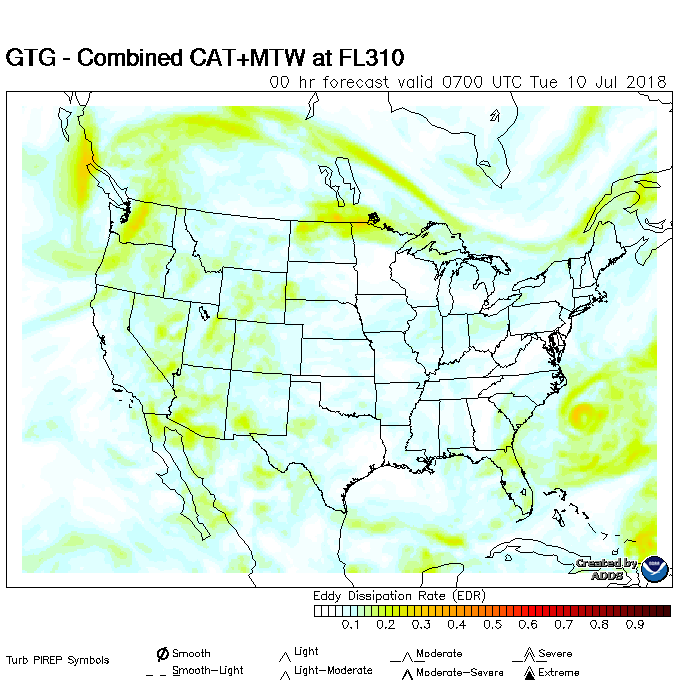 GTG - Combined CAT+MTW at FL310
00 hr forecast valid 0700 UTC Tue 10 Jul 2018
Created by
ADDS
Eddy Dissipation Rate (EDR)
0.1 0.2 0.3 0.4 0.5 0.6 0.7 0.8 0.9
Turb PIREP Symbols
Smooth Light Moderate Severe
Smooth-Light Light-Moderate Moderate-Severe Extreme